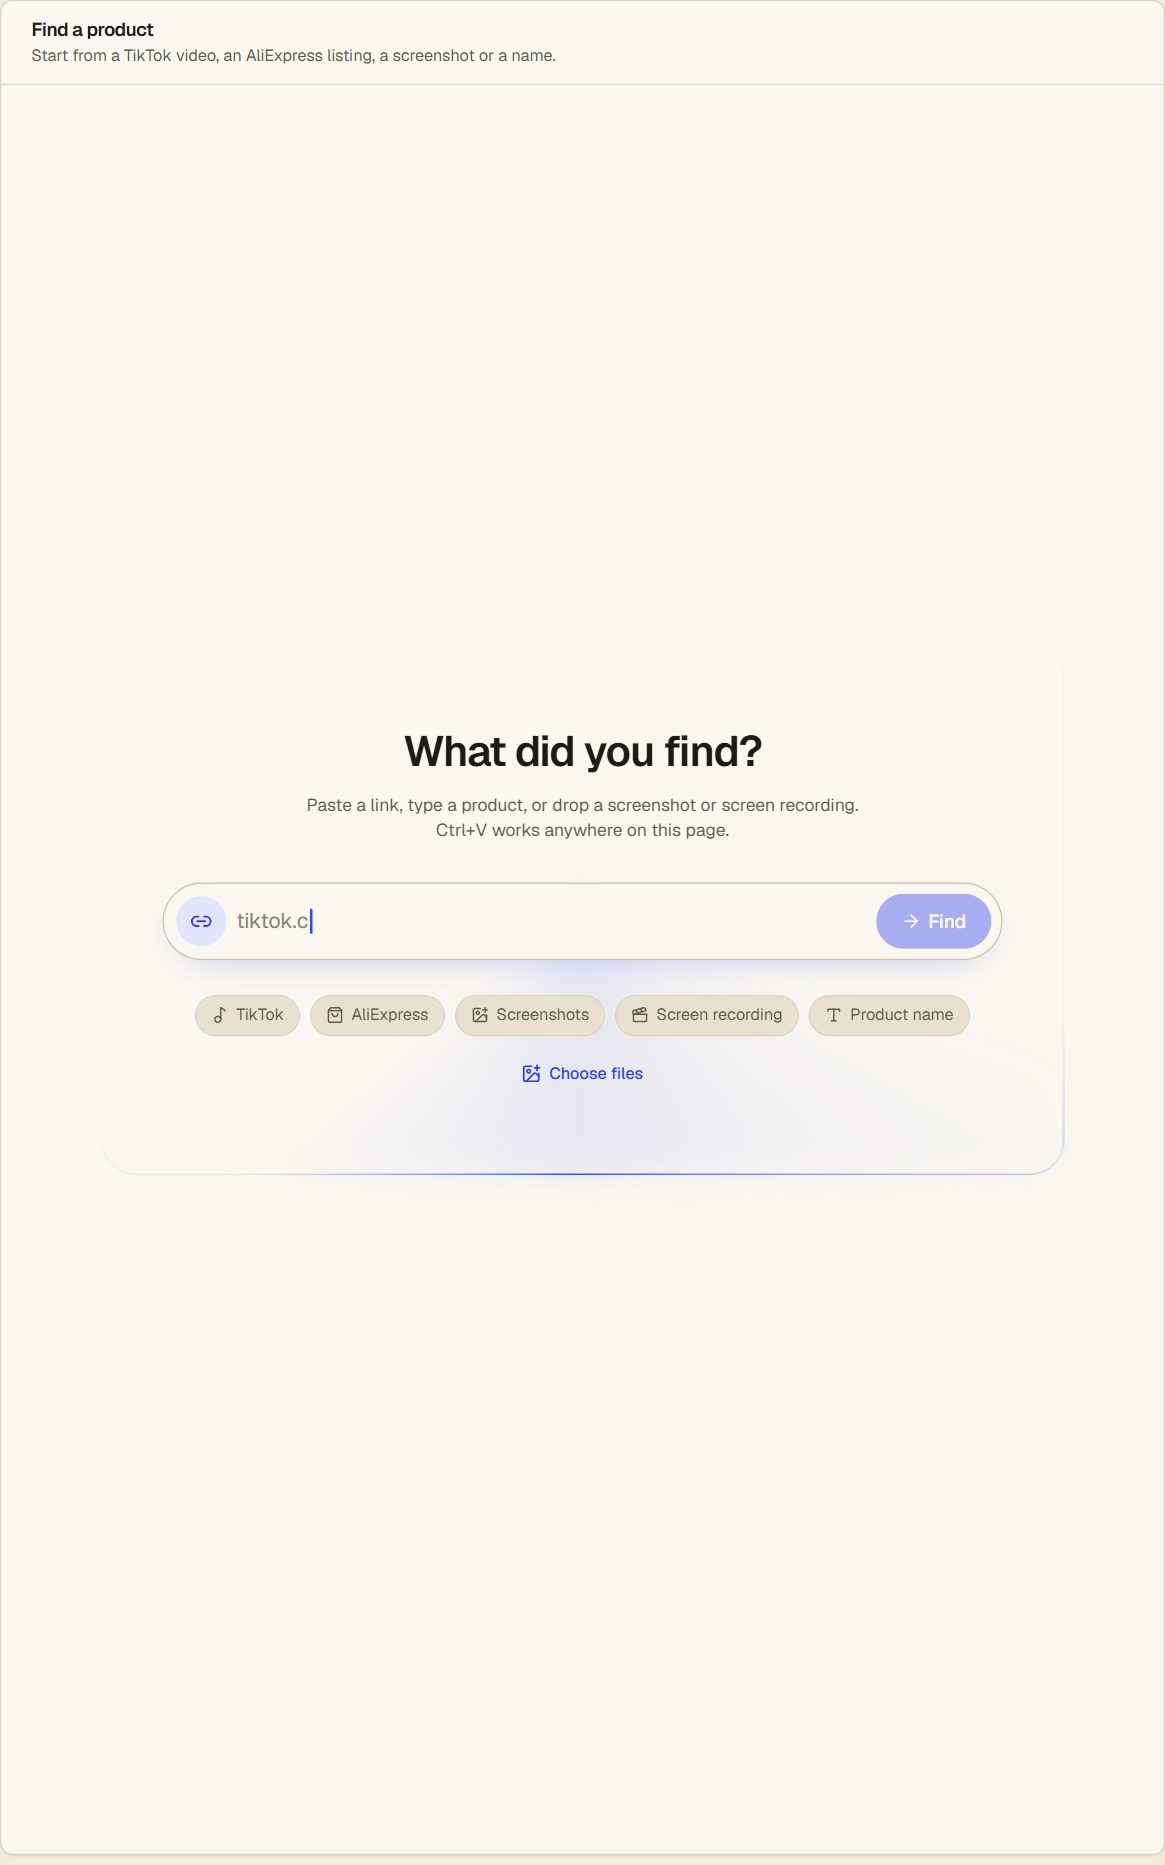 Find a product
Start from a TikTok video, an AliExpress listing, a screenshot or a name.
What did you find?
Paste a link, type a product, or drop a screenshot or screen recording.
Ctrl+V works anywhere on this page.
tiktok.c
Find
TikTok
AliExpress
Screenshots
Screen recording
Product name
Choose files